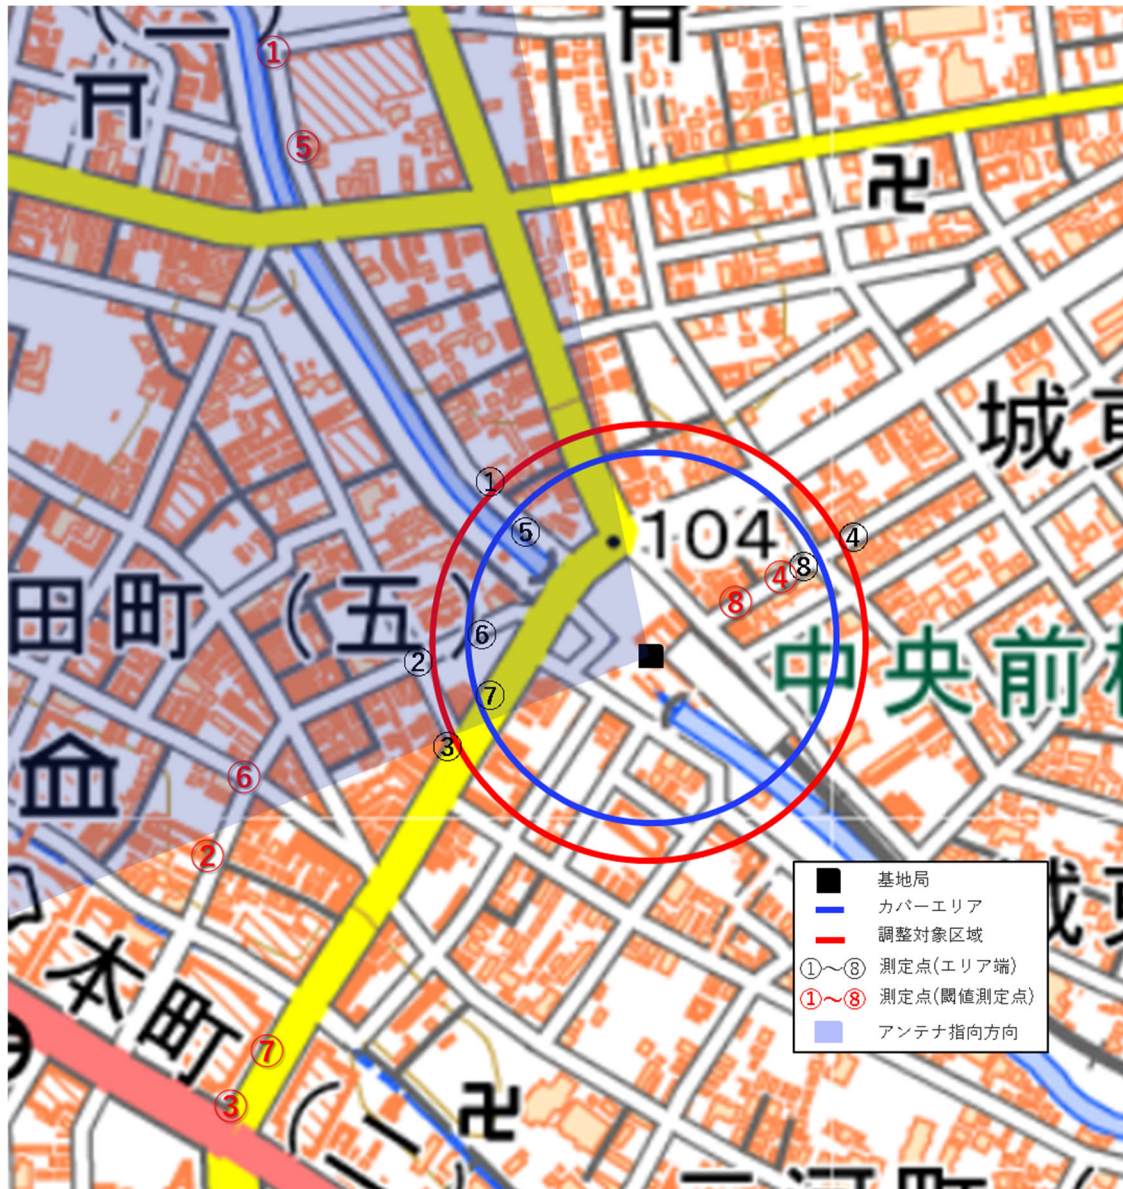 ①
⑤
104
城東
①
⑤
④
⑧
④
⑧
田町（五）
⑥
②
中央前橋
⑦
③
⑥
②
基地局
カバーエリア
調整対象区域
①～⑧ 測定点(エリア端)
①～⑧ 測定点(閾値測定点)
アンテナ指向方向
城東
本町（二）
⑦
③